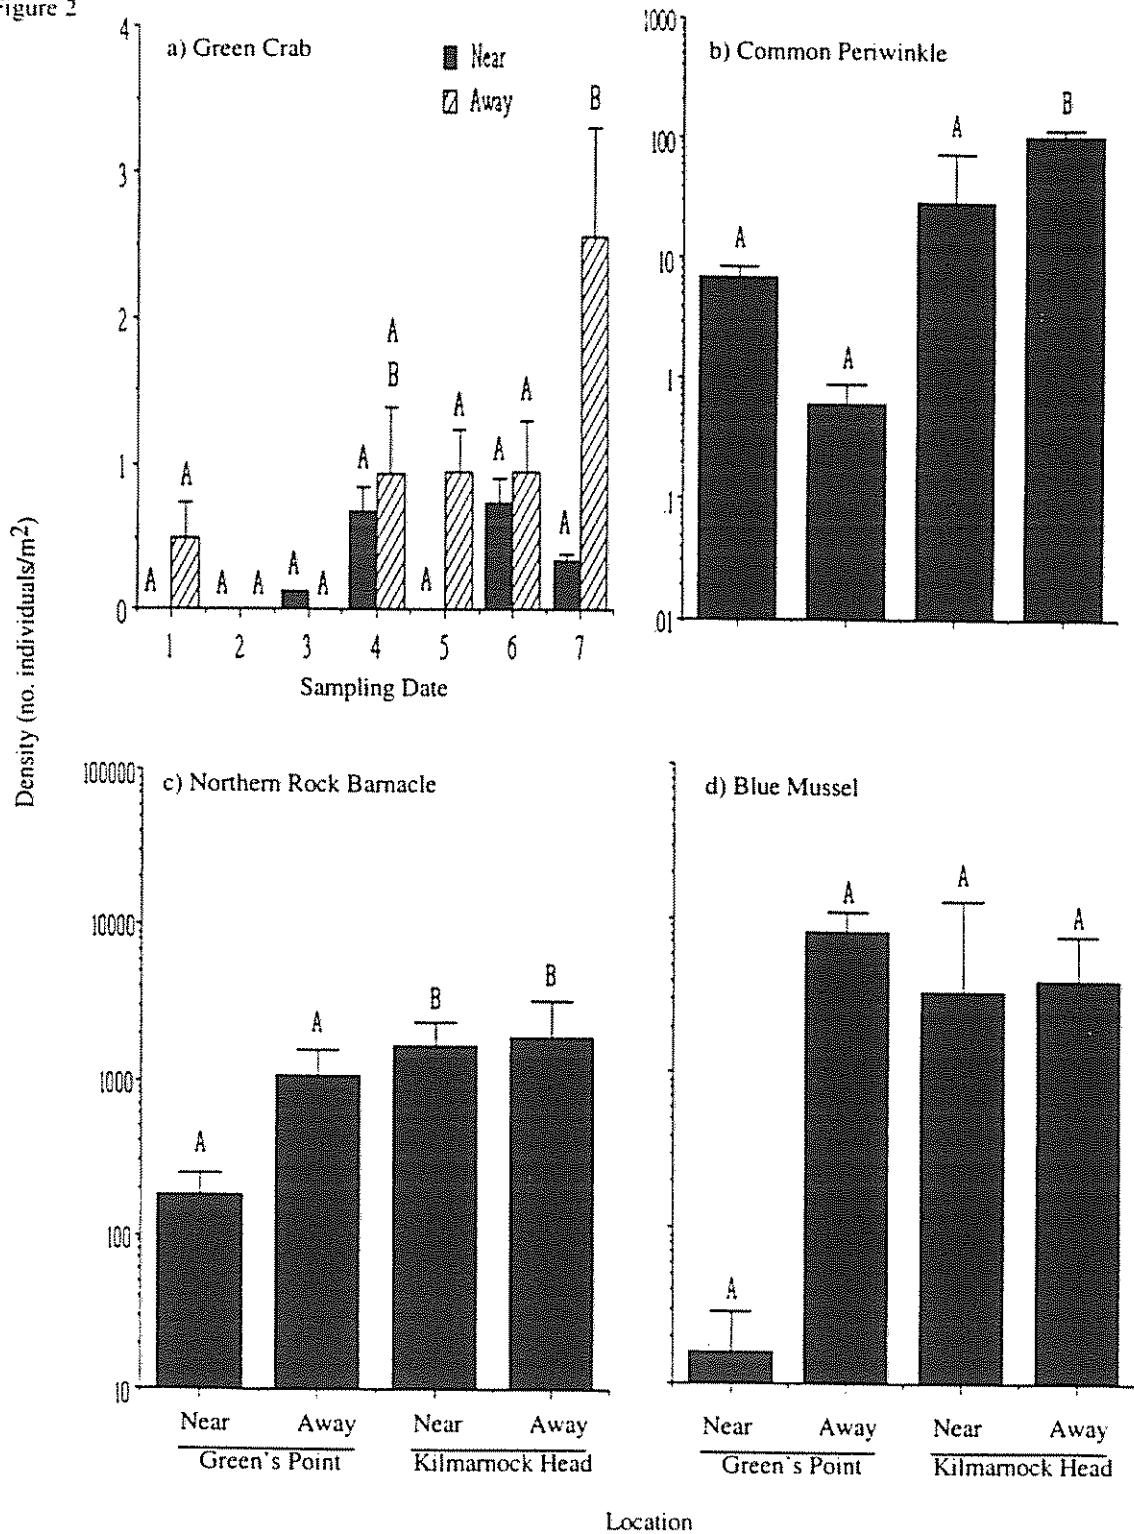 Figure 2
a) Green Crab
Near
Away
4
3
2
1
0
A
A
A
A
A
A
A
A
B
A
A
A
A
A
B
1 2 3 4 5 6 7
Sampling Date
b) Common Periwinkle
1000
100
10
1
.1
.01
A
A
A
B
Density (no. individuals/m²)
c) Northern Rock Barnacle
100000
10000
1000
100
10
A
A
B
B
Near Away Near Away
Green's Point Kilmarnock Head
d) Blue Mussel
A
A
A
A
Near Away Near Away
Green's Point Kilmarnock Head
Location